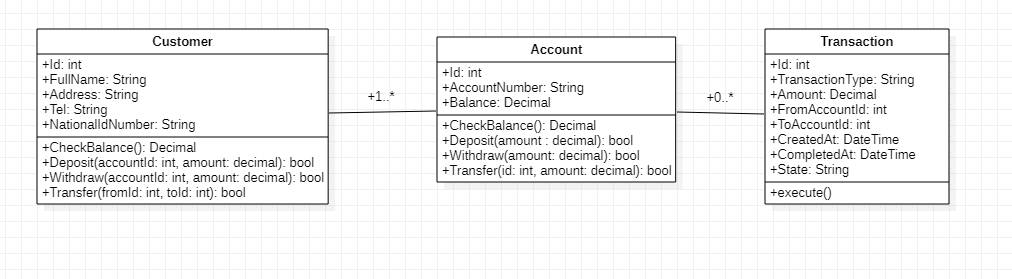 Customer
+Id: int
+FullName: String
+Address: String
+Tel: String
+NationalIdNumber: String
+CheckBalance(): Decimal
+Deposit(accountId: int, amount: decimal): bool
+Withdraw(accountId: int, amount: decimal): bool
+Transfer(fromId: int, toId: int): bool
+1..*
Account
+Id: int
+AccountNumber: String
+Balance: Decimal
+CheckBalance(): Decimal
+Deposit(amount : decimal): bool
+Withdraw(amount: decimal): bool
+Transfer(id: int, amount: decimal): bool
+0..*
Transaction
+Id: int
+TransactionType: String
+Amount: Decimal
+FromAccountId: int
+ToAccountId: int
+CreatedAt: DateTime
+CompletedAt: DateTime
+State: String
+execute()